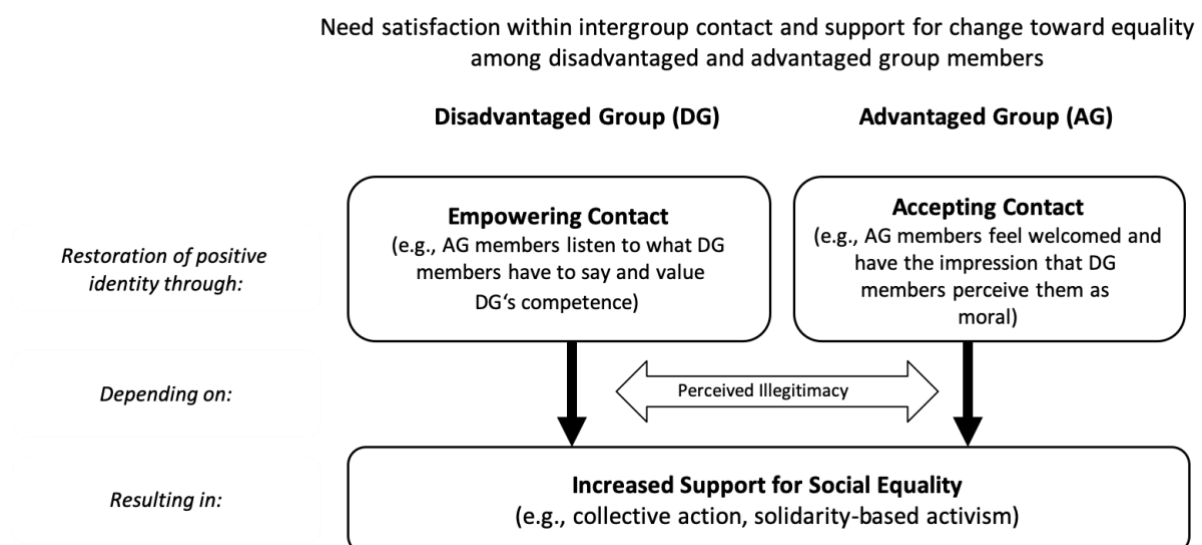 Need satisfaction within intergroup contact and support for change toward equality
among disadvantaged and advantaged group members
Disadvantaged Group (DG)
Advantaged Group (AG)
Restoration of positive
identity through:
Empowering Contact
(e.g., AG members listen to what DG
members have to say and value
DG‘s competence)
Accepting Contact
(e.g., AG members feel welcomed and
have the impression that DG
members perceive them as
moral)
Depending on:
Perceived Illegitimacy
Resulting in:
Increased Support for Social Equality
(e.g., collective action, solidarity-based activism)